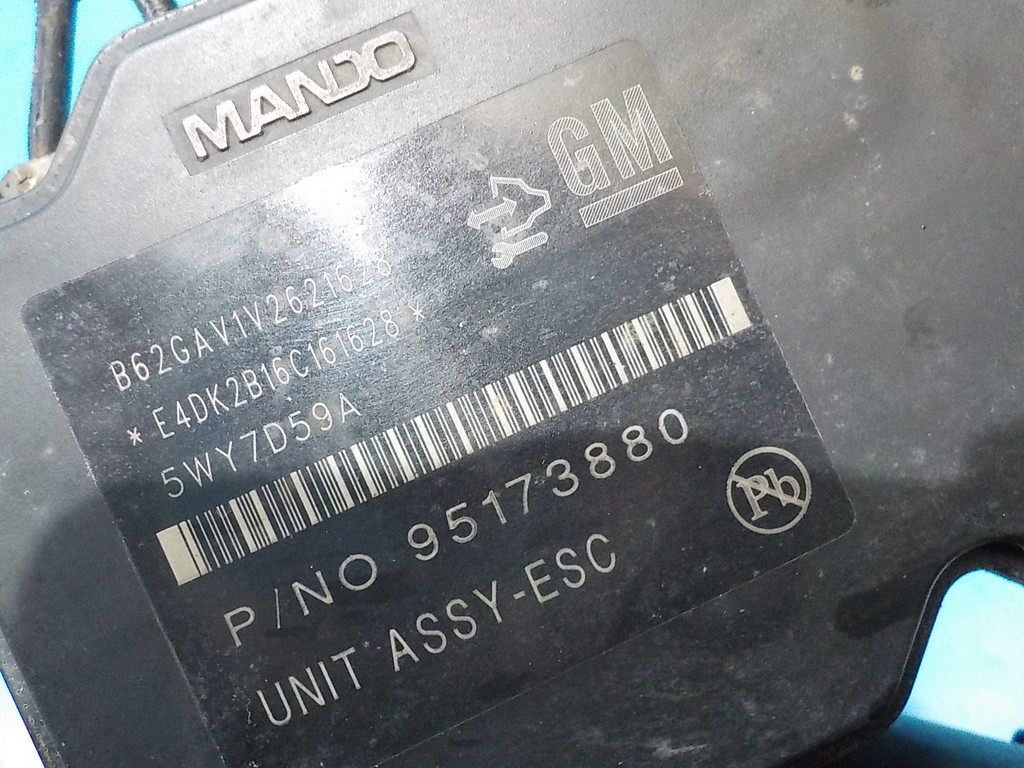 MANDO
GM
B62GAV1V2621628
* E4DK2B16C161628 *
5WY7D59A
P/NO 95173880
UNIT ASSY-ESC
Pb